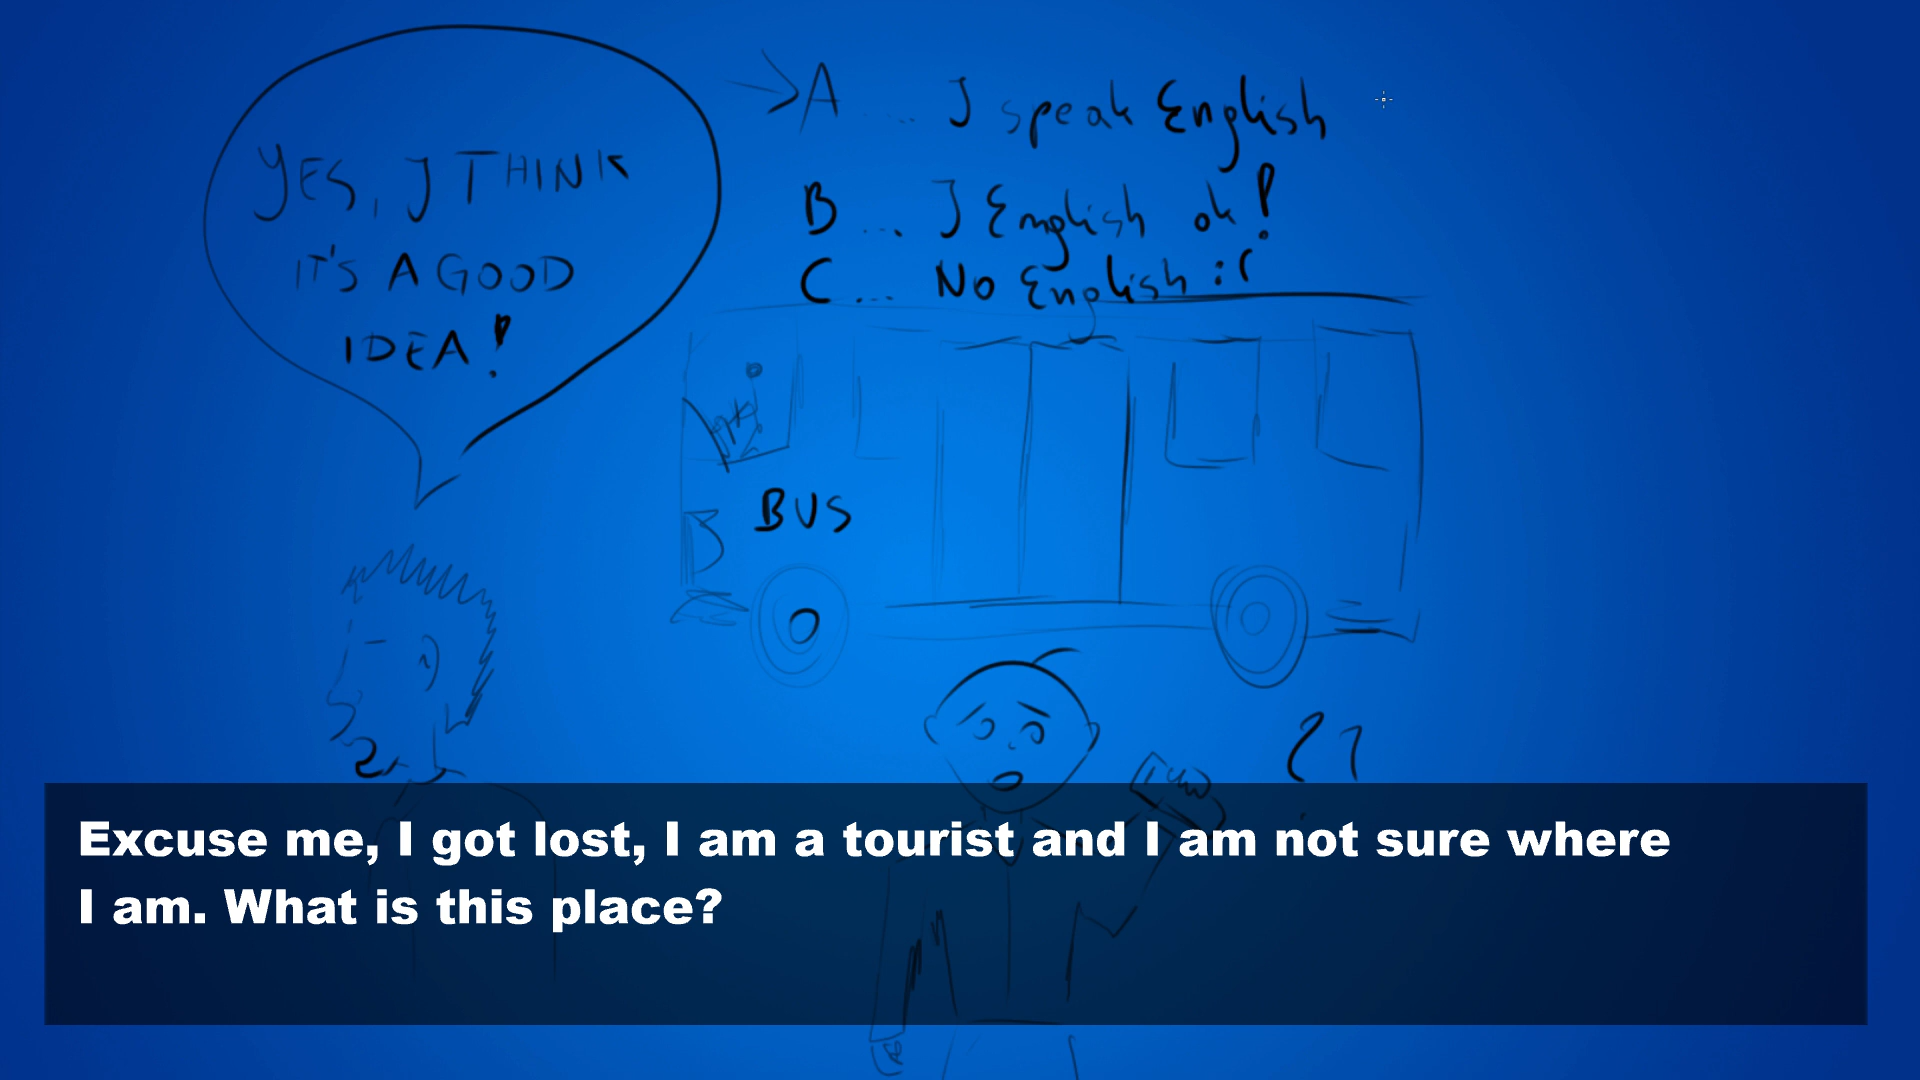 YES, I THINK
IT'S A GOOD
IDEA!
A ... I speak English
B ... I English ok!
C ... No English :(
BUS
??
Excuse me, I got lost, I am a tourist and I am not sure where
I am. What is this place?